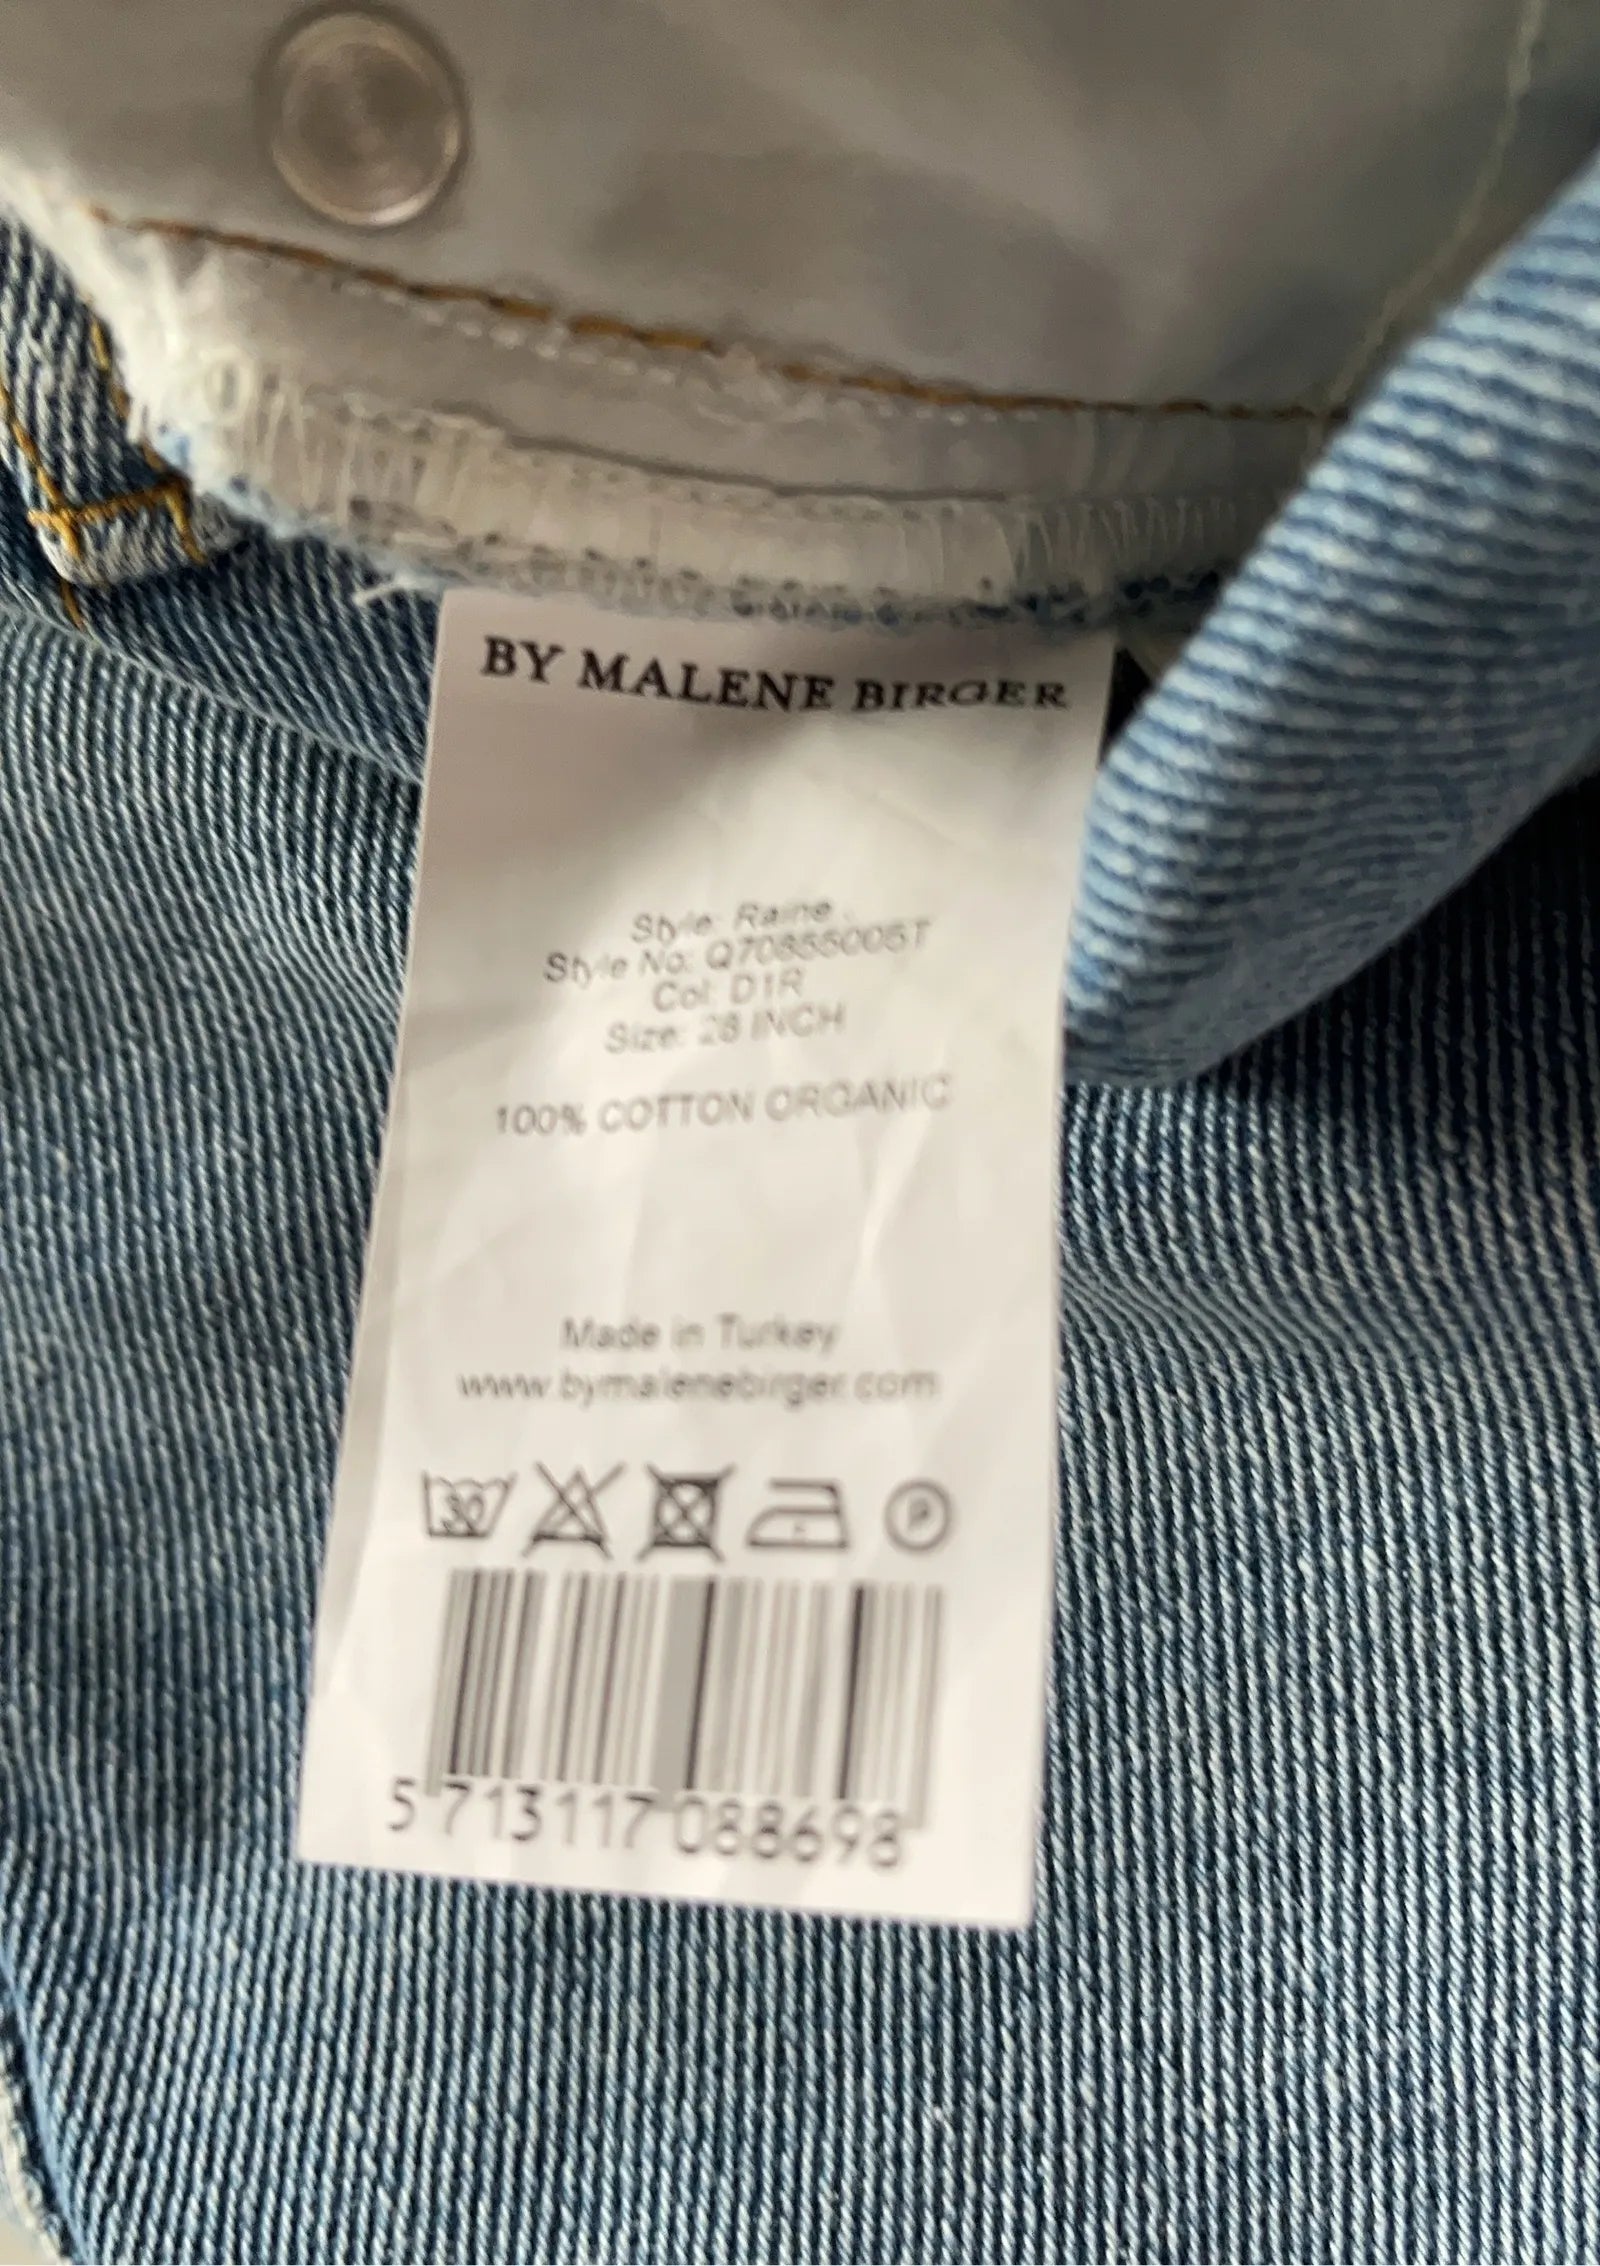 BY MALENE BIRGER
Style: Raine
Style No: Q70855005T
Col: D1R
Size: 28 INCH
100% COTTON ORGANIC
Made in Turkey
www.bymalenebirger.com
30
P
5 713117 088698